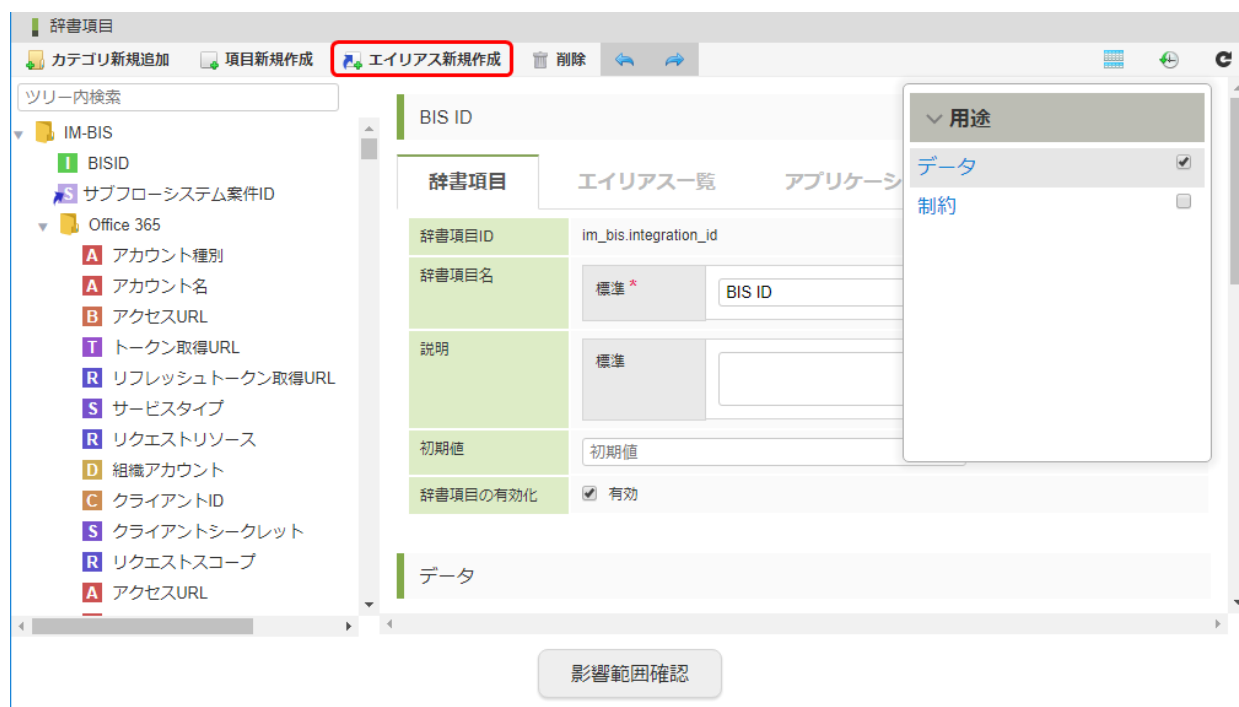 辞書項目
カテゴリ新規追加 項目新規作成 エイリアス新規作成 削除
ツリー内検索
IM-BIS
I BISID
S サブフローシステム案件ID
Office 365
A アカウント種別
A アカウント名
B アクセスURL
T トークン取得URL
R リフレッシュトークン取得URL
S サービスタイプ
R リクエストリソース
D 組織アカウント
C クライアントID
S クライアントシークレット
R リクエストスコープ
A アクセスURL
BIS ID
辞書項目 エイリアス一覧 アプリケーシ
辞書項目ID im_bis.integration_id
辞書項目名 標準 * BIS ID
説明 標準
初期値 初期値
辞書項目の有効化 有効
データ
用途
データ
制約
影響範囲確認